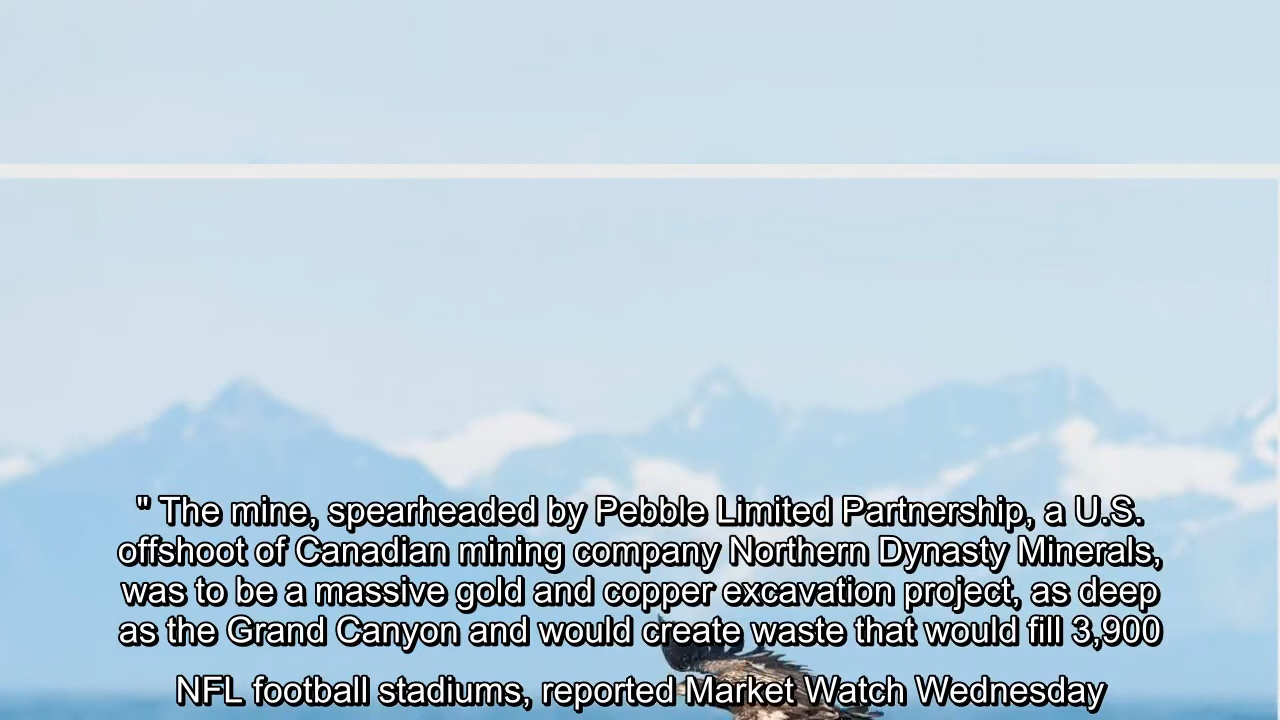 " The mine, spearheaded by Pebble Limited Partnership, a U.S.
offshoot of Canadian mining company Northern Dynasty Minerals,
was to be a massive gold and copper excavation project, as deep
as the Grand Canyon and would create waste that would fill 3,900
NFL football stadiums, reported Market Watch Wednesday